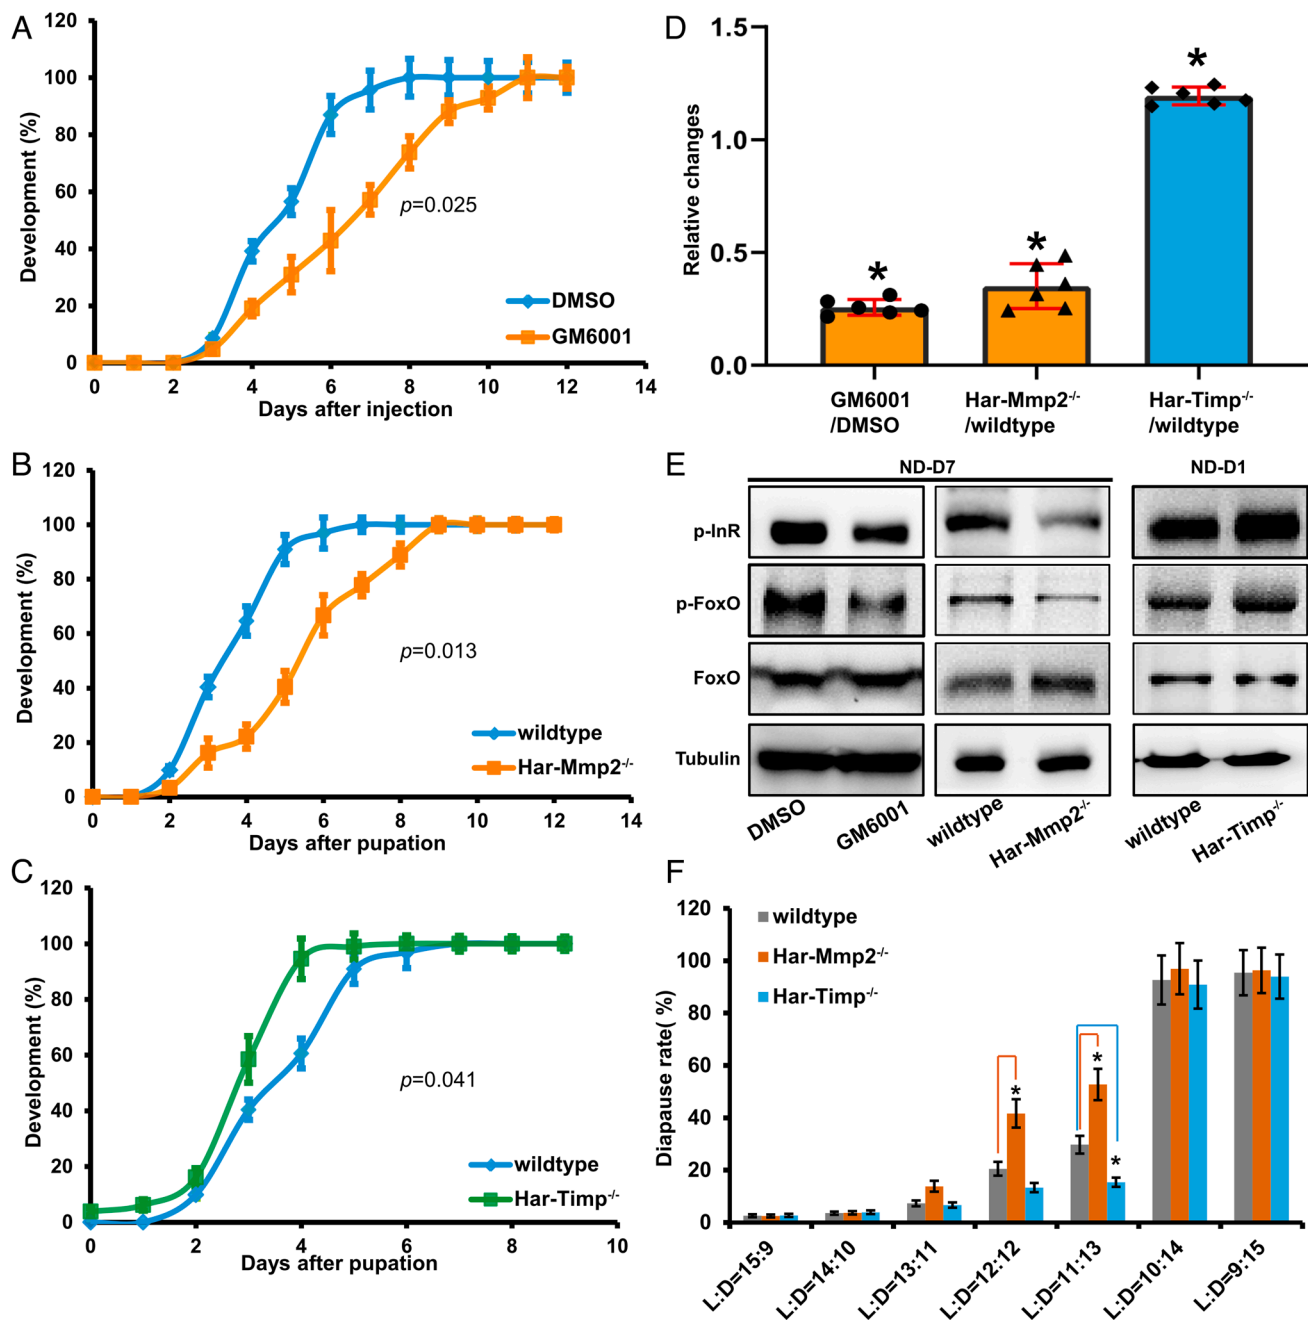 A
Development (%)
120
100
80
60
40
20
0
0 2 4 6 8 10 12 14
Days after injection
p=0.025
DMSO
GM6001
B
Development (%)
120
100
80
60
40
20
0
0 2 4 6 8 10 12 14
Days after pupation
p=0.013
wildtype
Har-Mmp2-/-
C
Development (%)
120
100
80
60
40
20
0
0 2 4 6 8 10
Days after pupation
p=0.041
wildtype
Har-Timp-/-
D
Relative changes
1.5
1.0
0.5
0.0
* * *
GM6001
/DMSO
Har-Mmp2-/-
/wildtype
Har-Timp-/-
/wildtype
E
ND-D7 ND-D1
p-InR
p-FoxO
FoxO
Tubulin
DMSO GM6001 wildtype Har-Mmp2-/- wildtype Har-Timp-/-
F
Diapause rate( %)
120
100
80
60
40
20
0
wildtype
Har-Mmp2-/-
Har-Timp-/-
* * *
L:D=15:9 L:D=14:10 L:D=13:11 L:D=12:12 L:D=11:13 L:D=10:14 L:D=9:15